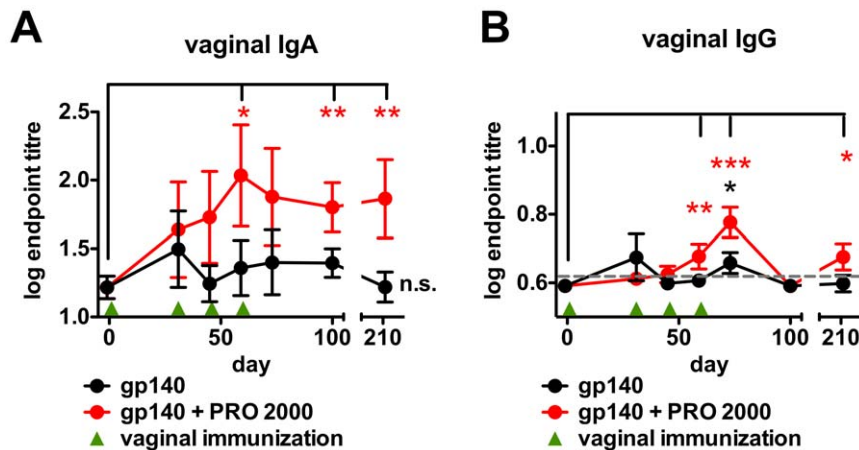 A
vaginal IgA
log endpoint titre
2.5
2.0
1.5
1.0
* ** **
n.s.
0 50 100 210
day
gp140
gp140 + PRO 2000
vaginal immunization
B
vaginal IgG
log endpoint titre
1.0
0.8
0.6
***
*
** *
0 50 100 210
day
gp140
gp140 + PRO 2000
vaginal immunization